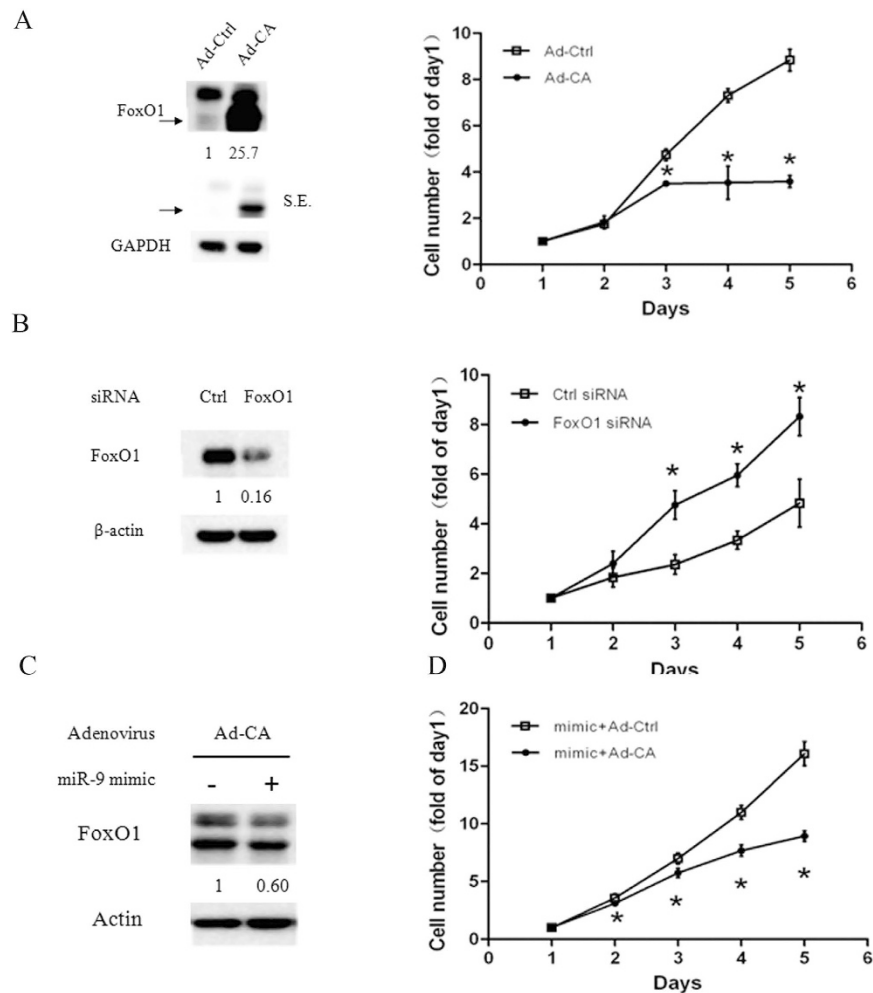 A
Ad-Ctrl
Ad-CA
FoxO1
1 25.7
S.E.
GAPDH
Cell number (fold of day1)
10
8
6
4
2
0
Ad-Ctrl
Ad-CA
*
*
*
0 1 2 3 4 5 6
Days
B
siRNA Ctrl FoxO1
FoxO1
1 0.16
β-actin
Cell number (fold of day1)
10
8
6
4
2
0
Ctrl siRNA
FoxO1 siRNA
*
*
*
0 1 2 3 4 5 6
Days
C
Adenovirus Ad-CA
miR-9 mimic - +
FoxO1
1 0.60
Actin
D
Cell number (fold of day1)
20
15
10
5
0
mimic+Ad-Ctrl
mimic+Ad-CA
*
*
*
*
0 1 2 3 4 5 6
Days